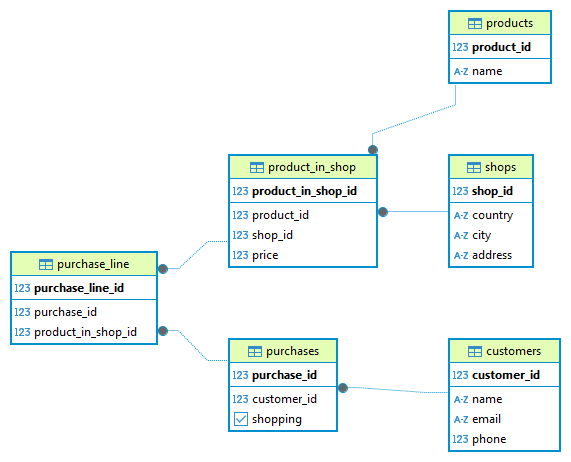 products
123 product_id
A-Z name
product_in_shop
123 product_in_shop_id
123 product_id
123 shop_id
123 price
shops
123 shop_id
A-Z country
A-Z city
A-Z address
purchase_line
123 purchase_line_id
123 purchase_id
123 product_in_shop_id
purchases
123 purchase_id
123 customer_id
shopping
customers
123 customer_id
A-Z name
A-Z email
123 phone